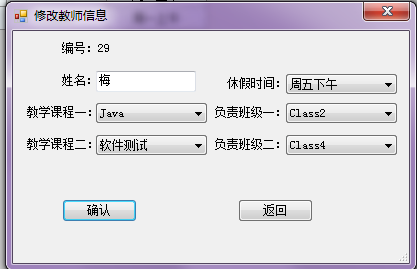 修改教师信息
编号：29
姓名：梅 休假时间：周五下午
教学课程一：Java 负责班级一：Class2
教学课程二：软件测试 负责班级二：Class4
确认 返回